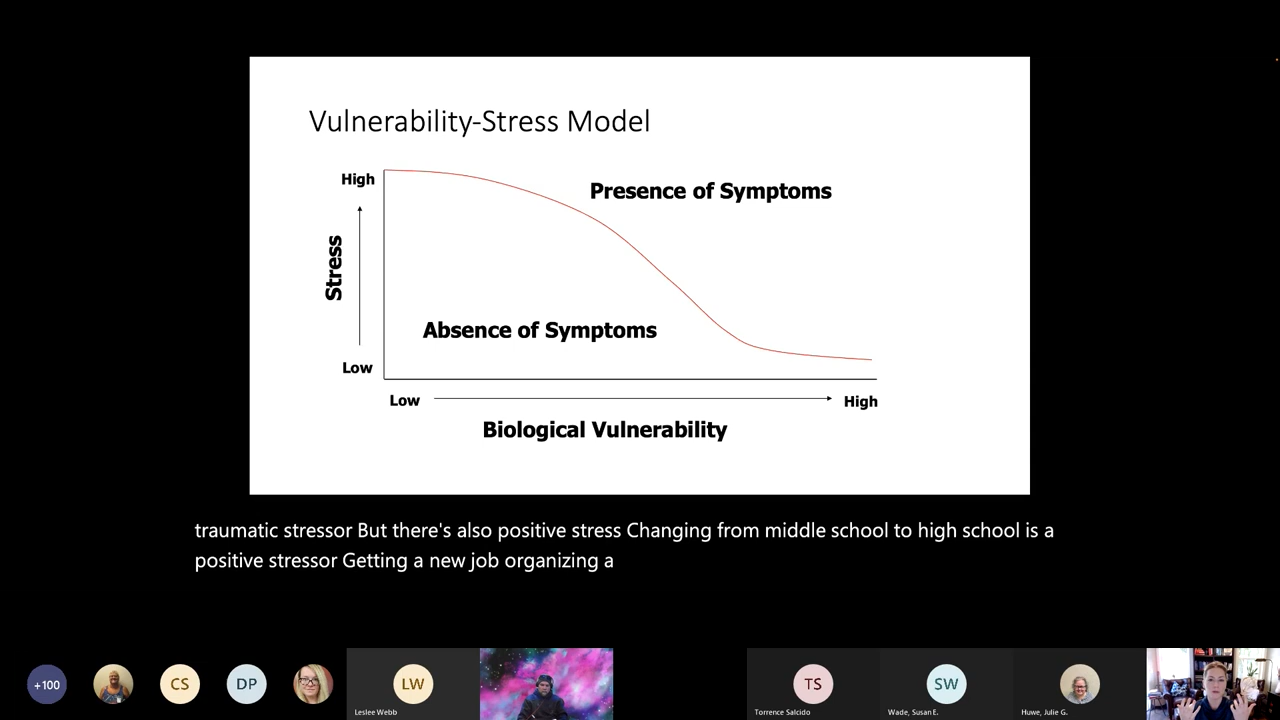 Vulnerability-Stress Model
High
Presence of Symptoms
Stress
Absence of Symptoms
Low
Low
High
Biological Vulnerability
traumatic stressor But there's also positive stress Changing from middle school to high school is a
positive stressor Getting a new job organizing a
+100
CS
DP
LW
TS
SW
Leslee Webb
Torrence Salcido
Wade, Susan E.
Huwe, Julie G.